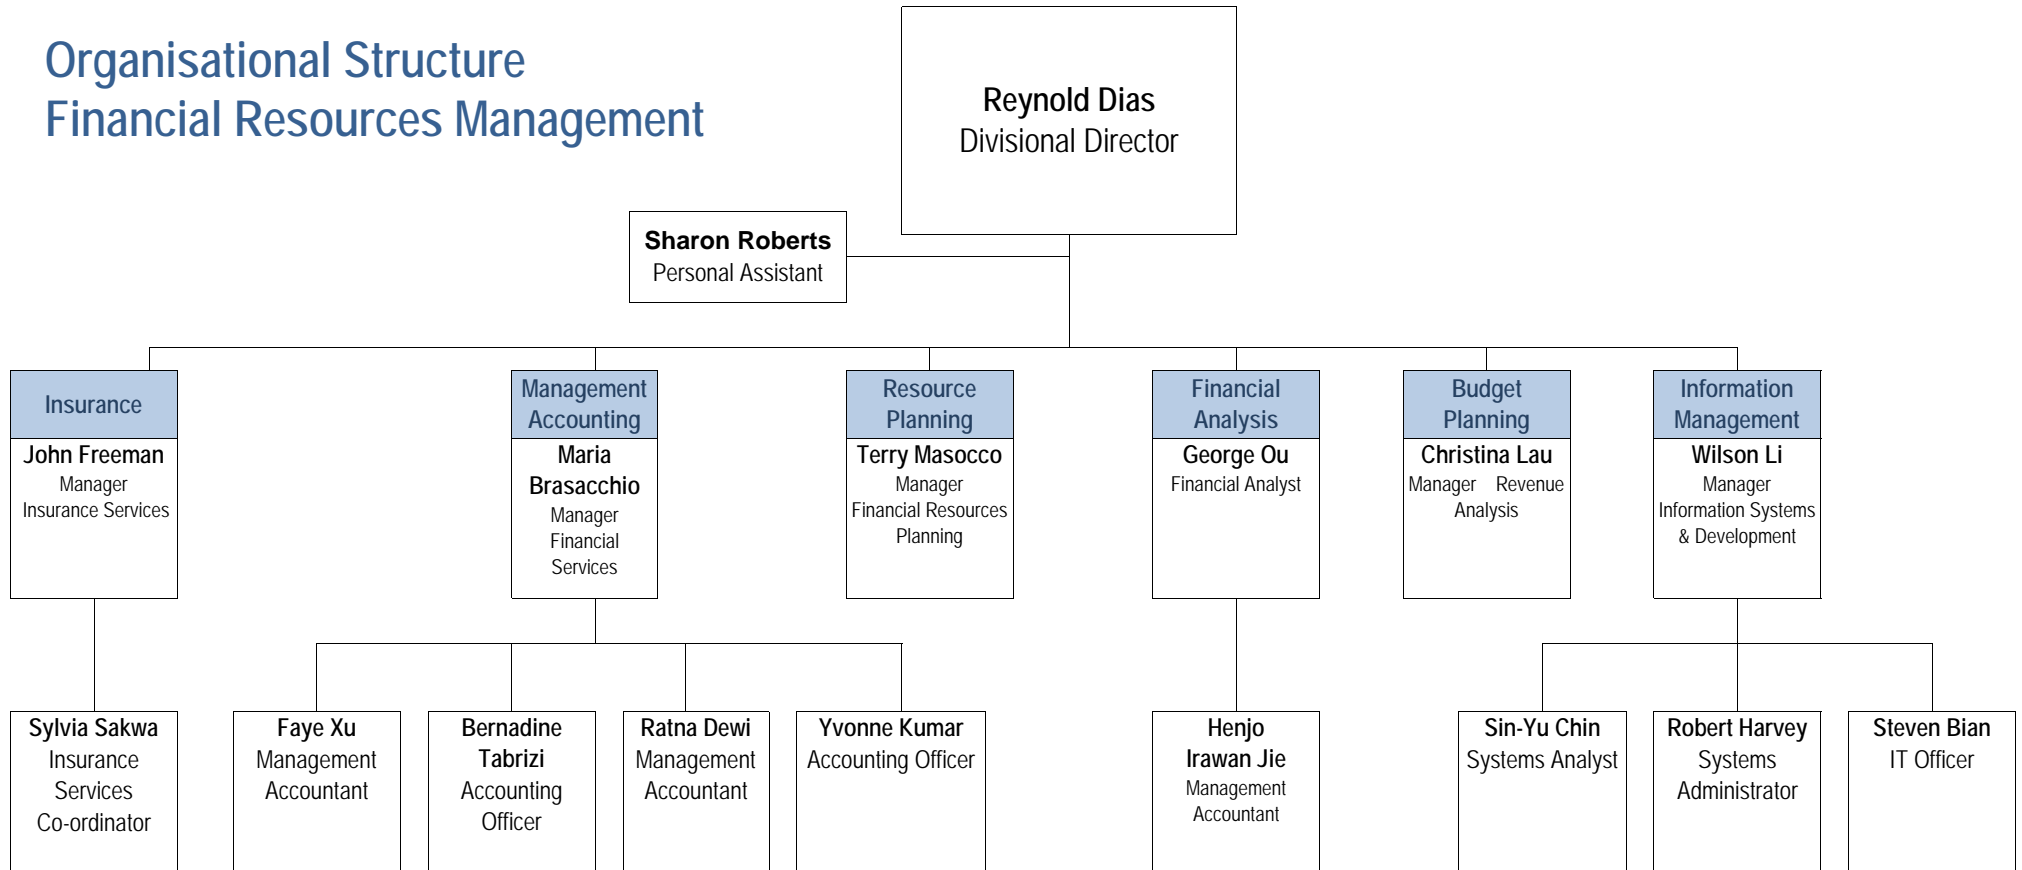 Organisational Structure
Financial Resources Management
Reynold Dias
Divisional Director
Sharon Roberts
Personal Assistant
Insurance
John Freeman
Manager
Insurance Services
Management
Accounting
Maria
Brasacchio
Manager
Financial
Services
Resource
Planning
Terry Masocco
Manager
Financial Resources
Planning
Financial
Analysis
George Ou
Financial Analyst
Budget
Planning
Christina Lau
Manager Revenue
Analysis
Information
Management
Wilson Li
Manager
Information Systems
& Development
Sylvia Sakwa
Insurance
Services
Co-ordinator
Faye Xu
Management
Accountant
Bernadine
Tabrizi
Accounting
Officer
Ratna Dewi
Management
Accountant
Yvonne Kumar
Accounting Officer
Henjo
Irawan Jie
Management
Accountant
Sin-Yu Chin
Systems Analyst
Robert Harvey
Systems
Administrator
Steven Bian
IT Officer